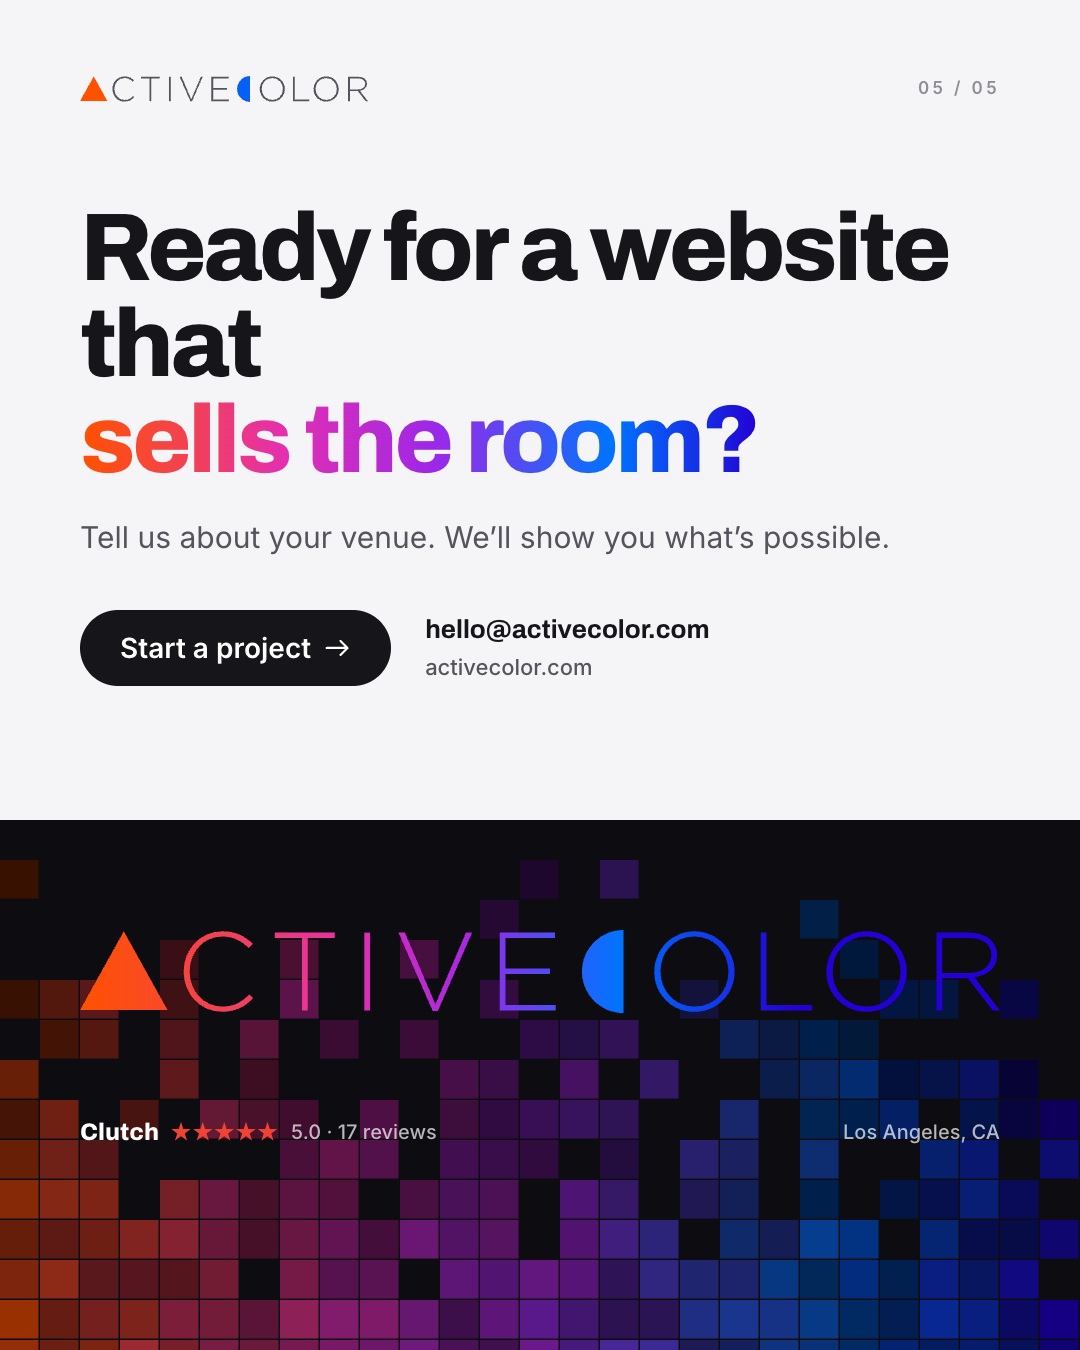 ACTIVECOLOR
05 / 05
Ready for a website
that
sells the room?
Tell us about your venue. We’ll show you what’s possible.
Start a project →
hello@activecolor.com
activecolor.com
ACTIVECOLOR
Clutch ★★★★★ 5.0 · 17 reviews
Los Angeles, CA